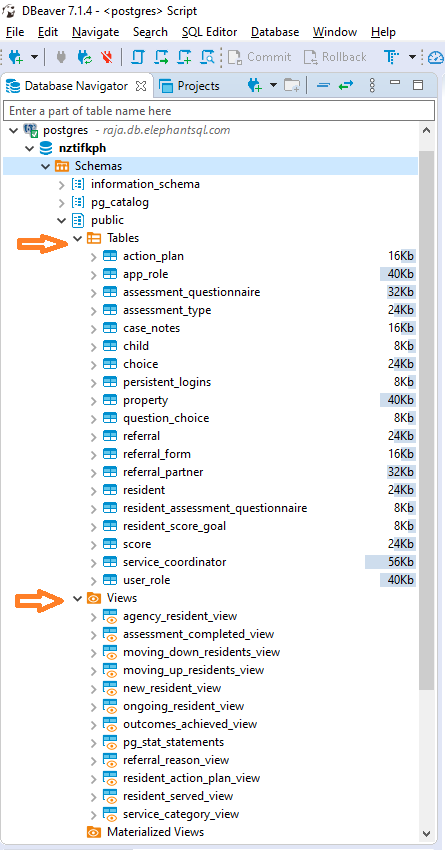 DBeaver 7.1.4 - <postgres> Script
File Edit Navigate Search SQL Editor Database Window Help
Commit Rollback T
Database Navigator Projects
Enter a part of table name here
postgres - raja.db.elephantsql.com
nztifkph
Schemas
information_schema
pg_catalog
public
Tables
action_plan 16Kb
app_role 40Kb
assessment_questionnaire 32Kb
assessment_type 24Kb
case_notes 16Kb
child 8Kb
choice 24Kb
persistent_logins 8Kb
property 40Kb
question_choice 8Kb
referral 24Kb
referral_form 16Kb
referral_partner 32Kb
resident 24Kb
resident_assessment_questionnaire 8Kb
resident_score_goal 8Kb
score 24Kb
service_coordinator 56Kb
user_role 40Kb
Views
agency_resident_view
assessment_completed_view
moving_down_residents_view
moving_up_residents_view
new_resident_view
ongoing_resident_view
outcomes_achieved_view
pg_stat_statements
referral_reason_view
resident_action_plan_view
resident_served_view
service_category_view
Materialized Views